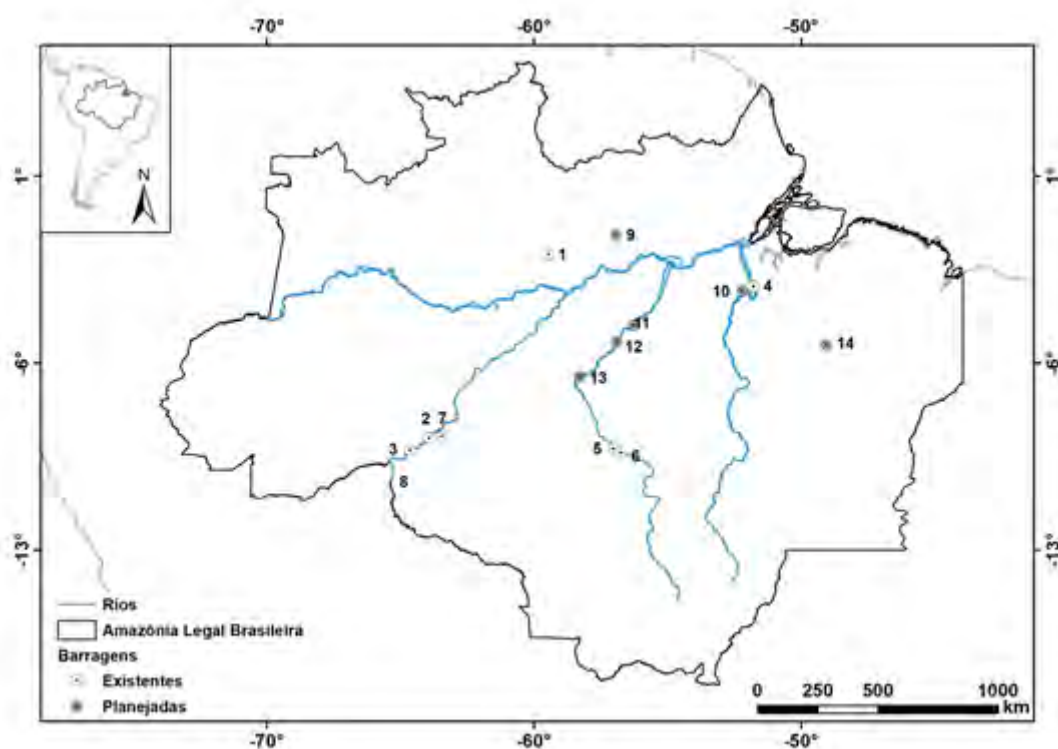 -70° -60° -50°
N
1° 1°
9
1
10 4
11
12 14
-6° -6°
13
2 7
3 5 6
8
-13° -13°
Rios
Amazônia Legal Brasileira
Barragens
Existentes
Planejadas
0 250 500 1000
km
-70° -60° -50°